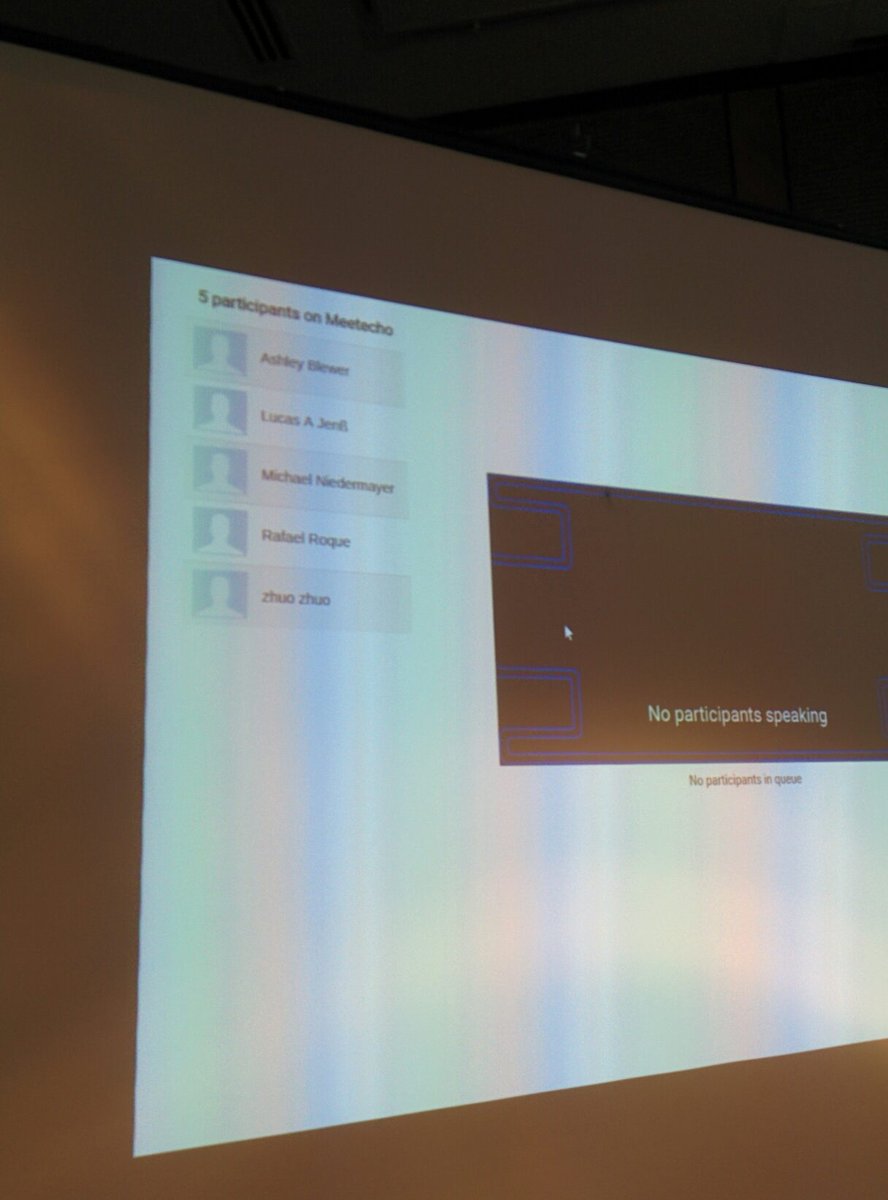 5 participants on Meetecho
Ashley Blewer
Lucas A Jenß
Michael Niedermayer
Rafael Roque
zhuo zhuo
No participants speaking
No participants in queue